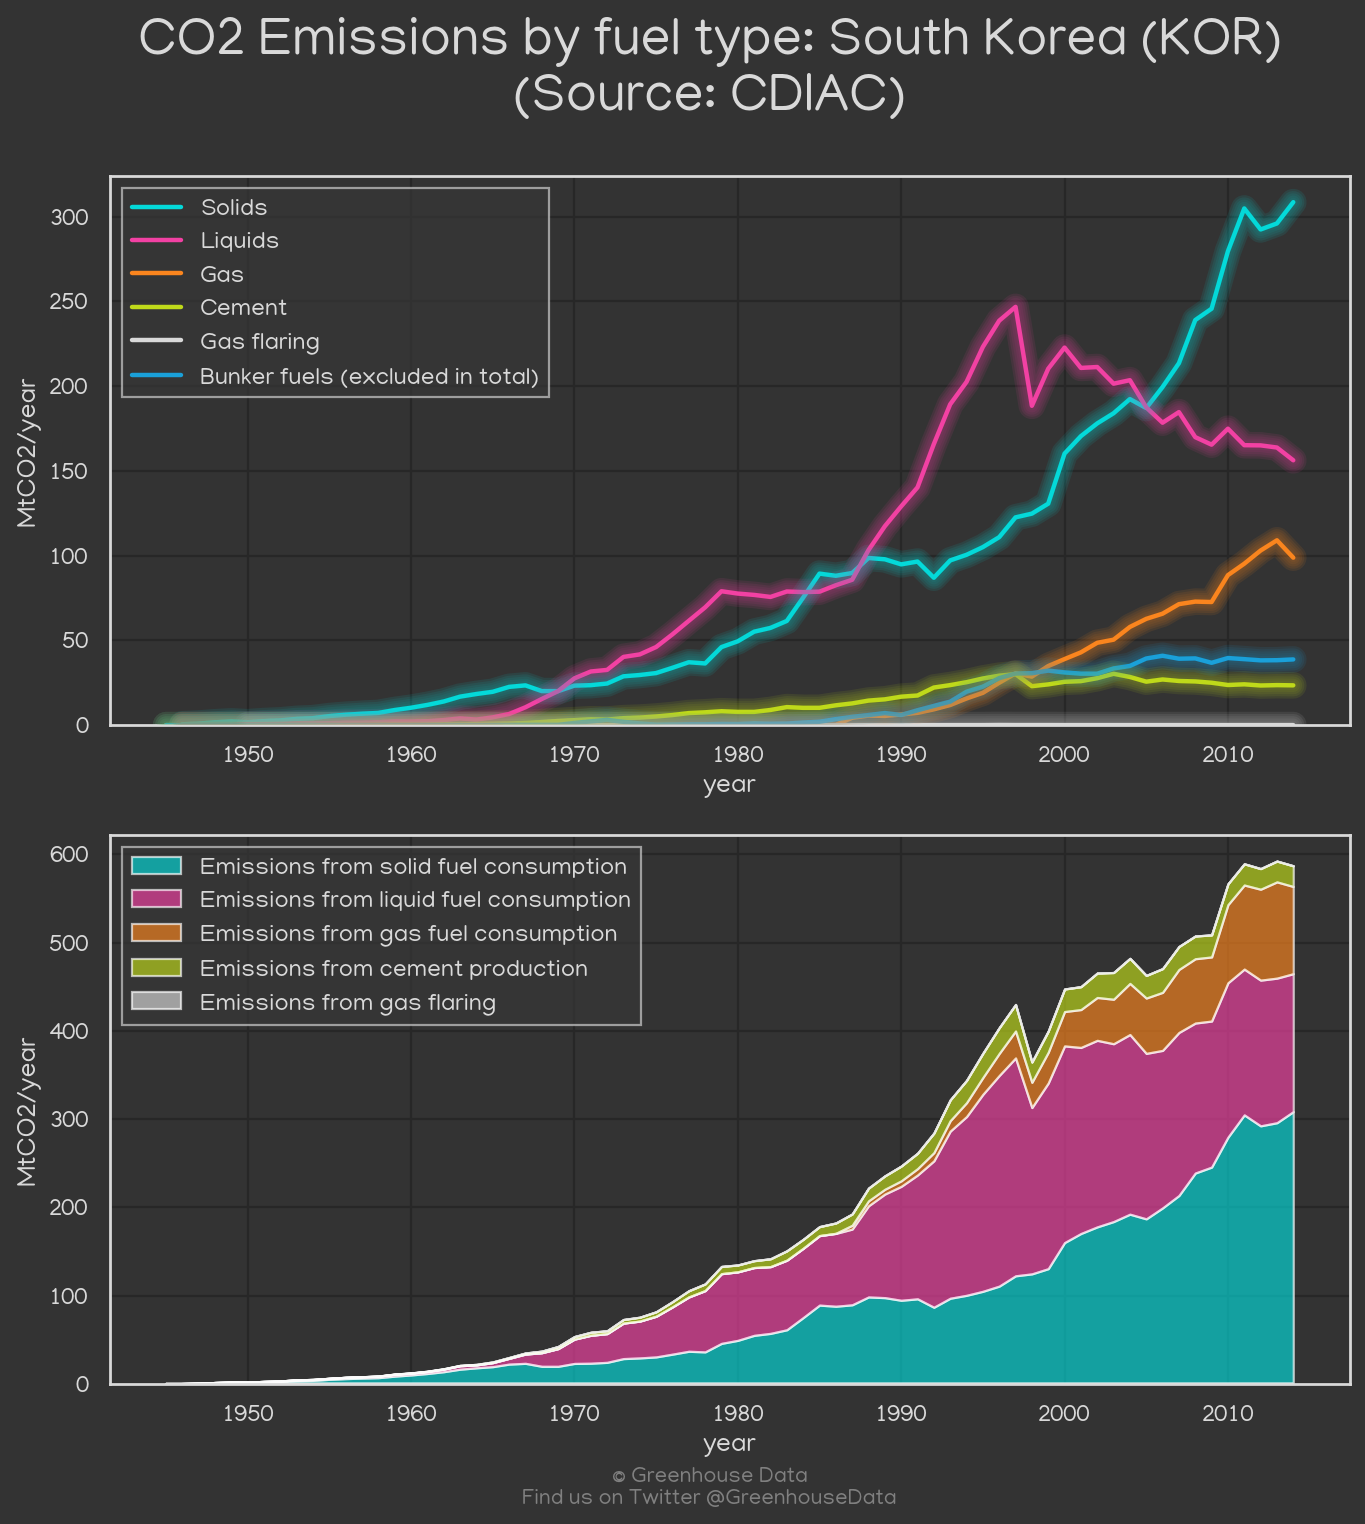 CO2 Emissions by fuel type: South Korea (KOR)
(Source: CDIAC)
Solids
Liquids
Gas
Cement
Gas flaring
Bunker fuels (excluded in total)
MtCO2/year
300
250
200
150
100
50
0
1950 1960 1970 1980 1990 2000 2010
year
Emissions from solid fuel consumption
Emissions from liquid fuel consumption
Emissions from gas fuel consumption
Emissions from cement production
Emissions from gas flaring
MtCO2/year
600
500
400
300
200
100
0
1950 1960 1970 1980 1990 2000 2010
year
© Greenhouse Data
Find us on Twitter @GreenhouseData